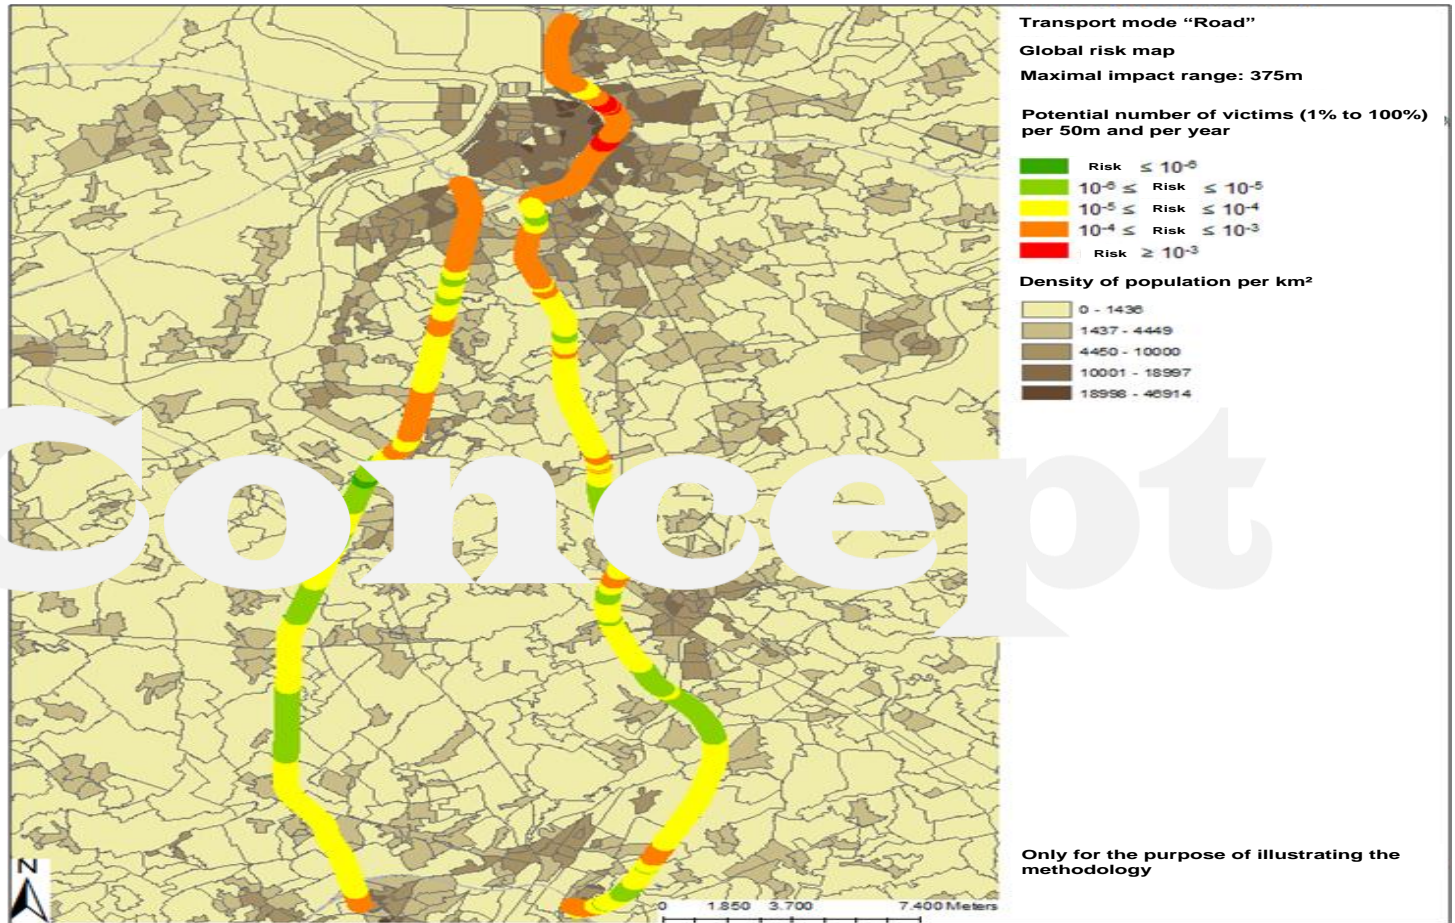 Transport mode “Road”
Global risk map
Maximal impact range: 375m
Potential number of victims (1% to 100%)
per 50m and per year
Risk ≤ 10⁻⁶
10⁻⁶ ≤ Risk ≤ 10⁻⁵
10⁻⁵ ≤ Risk ≤ 10⁻⁴
10⁻⁴ ≤ Risk ≤ 10⁻³
Risk ≥ 10⁻³
Density of population per km²
0 - 1436
1437 - 4449
4450 - 10000
10001 - 18997
18998 - 46914
Concept
Only for the purpose of illustrating the
methodology
N
0 1.850 3.700 7.400 Meters